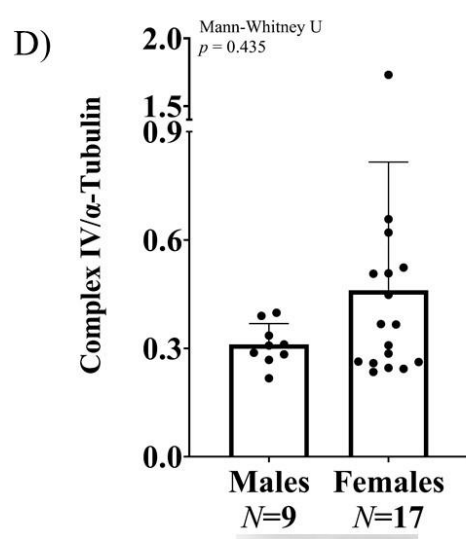 D)
Mann-Whitney U
p = 0.435
Complex IV/α-Tubulin
2.0
1.5
0.9
0.6
0.3
0.0
Males Females
N=9 N=17